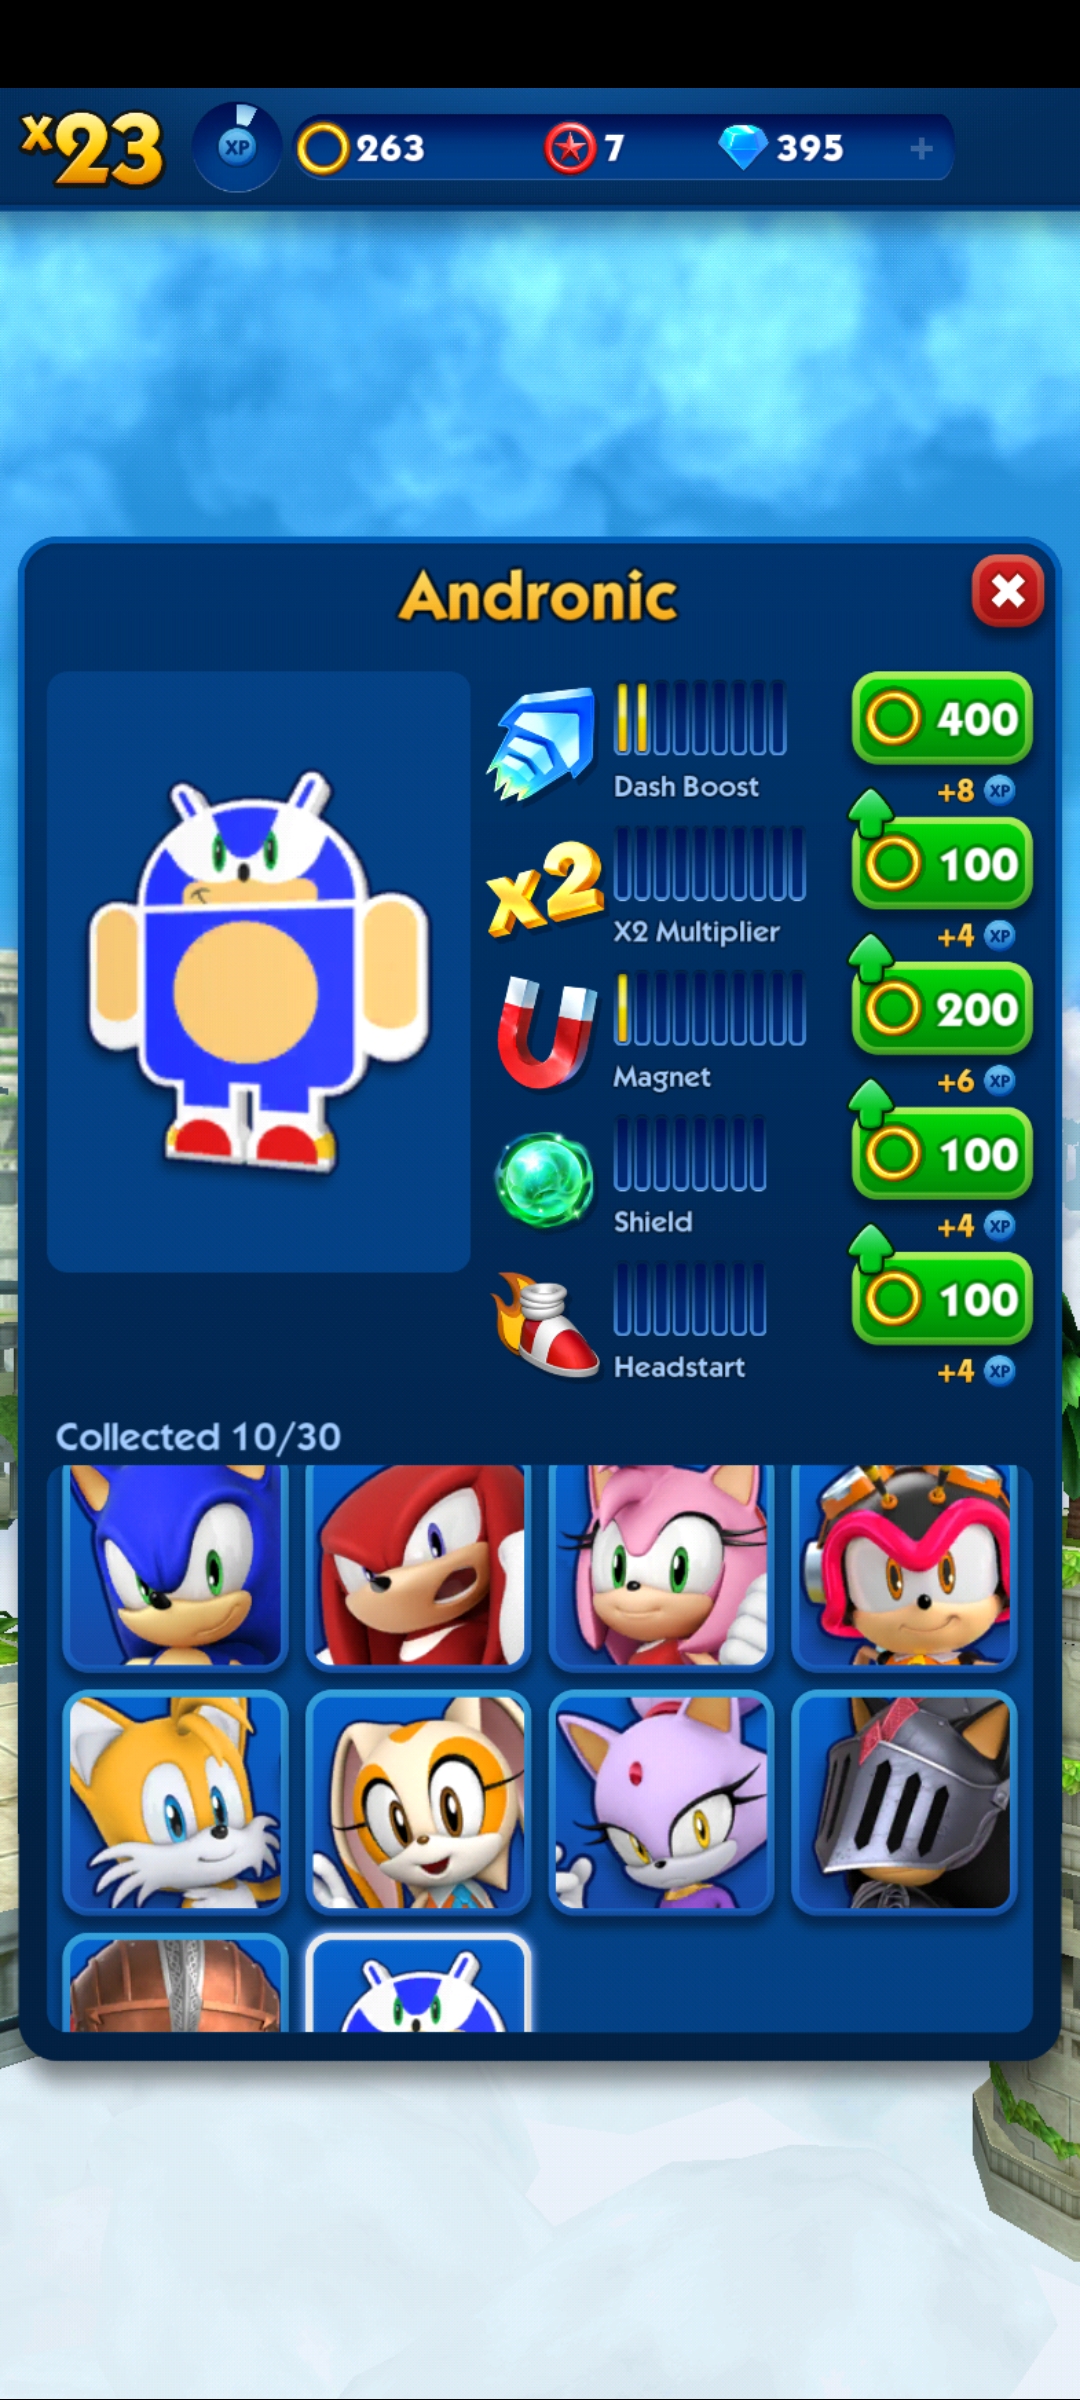 x23
XP
263
7
395
+
Andronic
400
Dash Boost
+8 XP
x2
100
X2 Multiplier
+4 XP
200
Magnet
+6 XP
100
Shield
+4 XP
100
Headstart
+4 XP
Collected 10/30